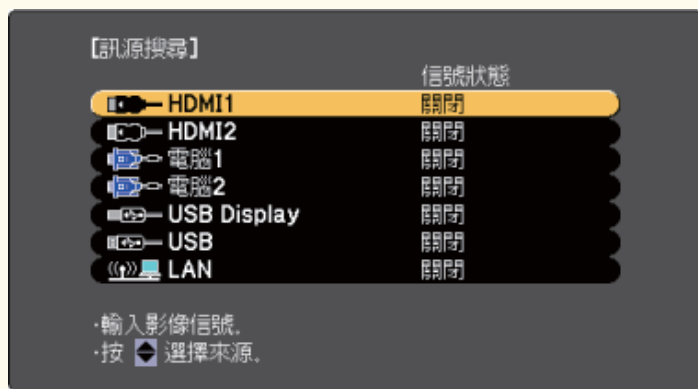 【訊源搜尋】
信號狀態
HDMI1 關閉
HDMI2 關閉
電腦1 關閉
電腦2 關閉
USB Display 關閉
USB 關閉
LAN 關閉
·輸入影像信號.
·按 選擇來源.